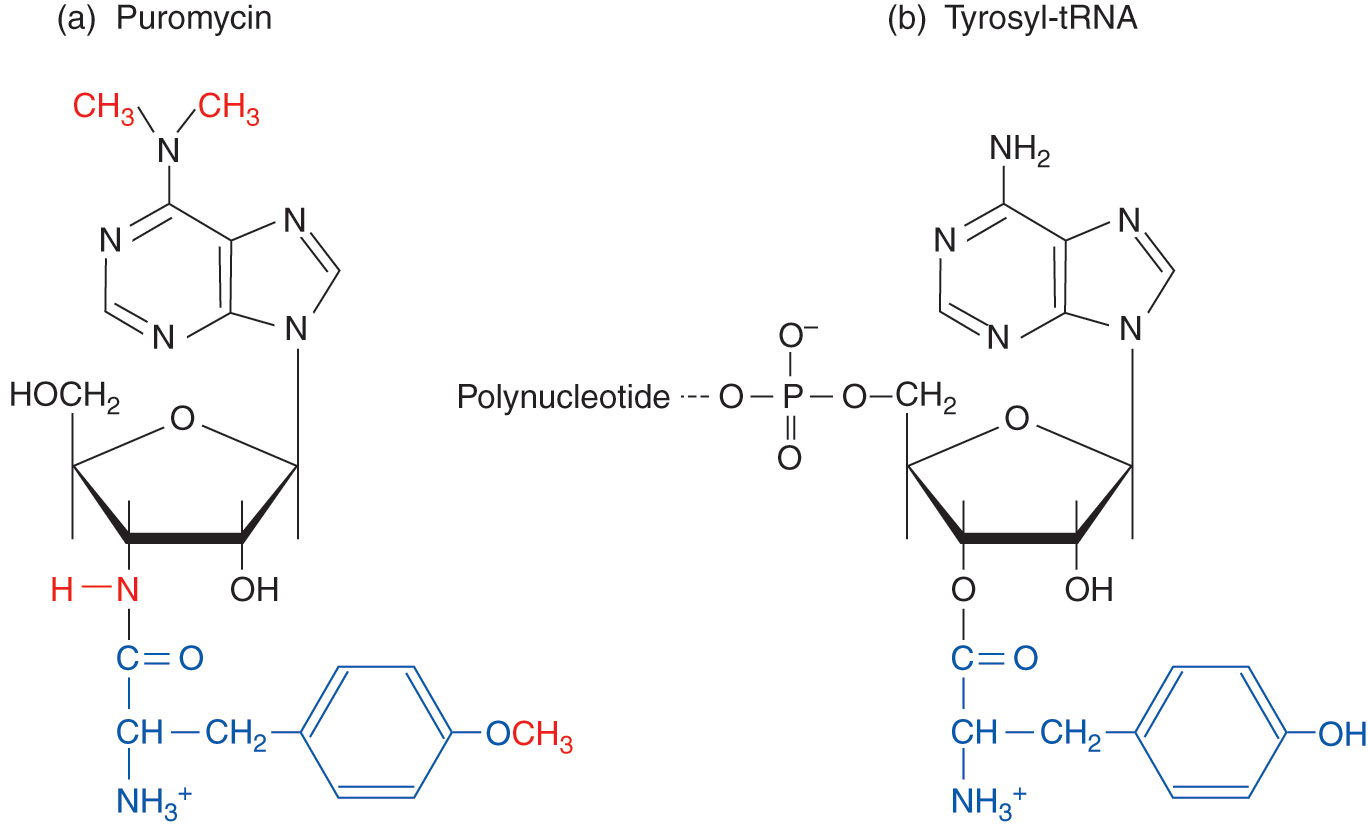 (a) Puromycin
(b) Tyrosyl-tRNA
CH3 CH3
N
N
N
N
N
HOCH2
O
H — N
OH
C = O
CH — CH2 — OCH3
NH3+
NH2
N
N
N
N
O−
Polynucleotide --- O — P — O — CH2
O
O
O
OH
C = O
CH — CH2 — OH
NH3+